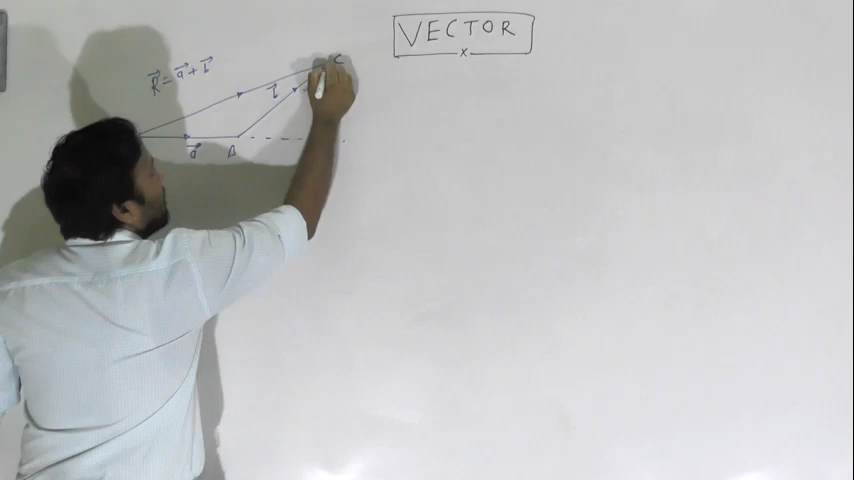 VECTOR
x
R⃗ = a⃗ + b⃗
C
b⃗
a⃗
B